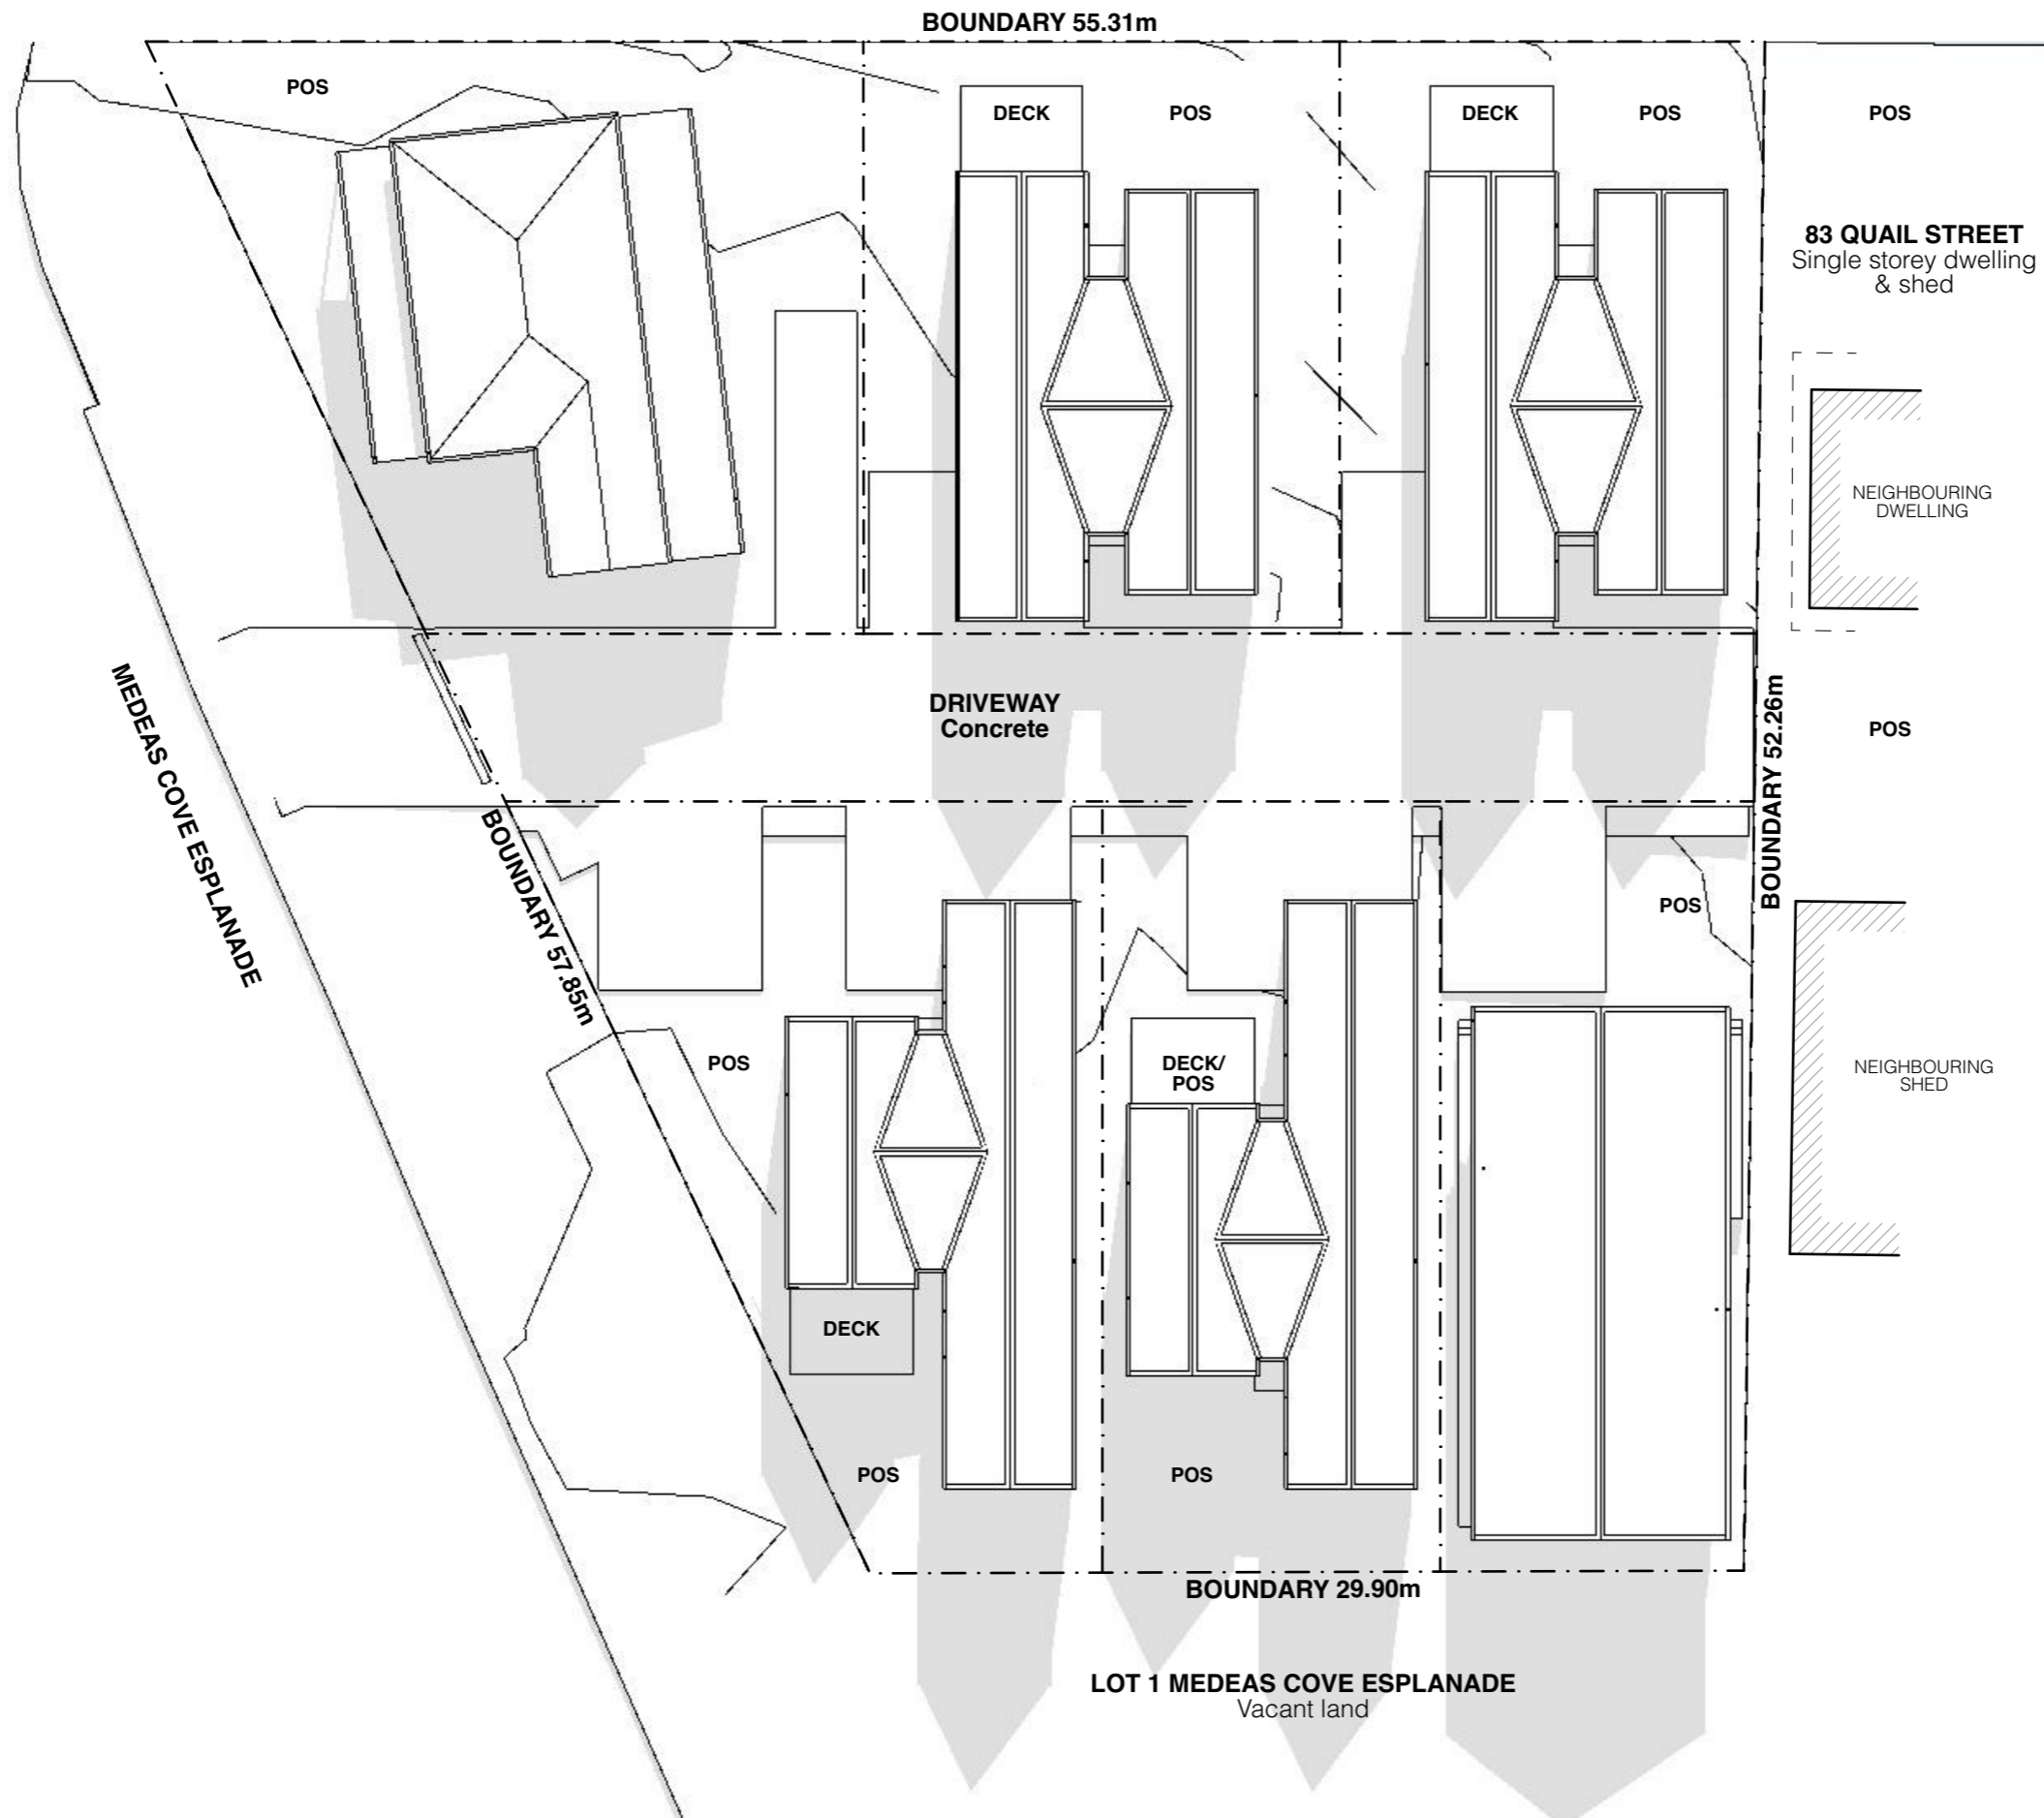 BOUNDARY 55.31m
POS
DECK
POS
DECK
POS
POS
83 QUAIL STREET
Single storey dwelling
& shed
NEIGHBOURING
DWELLING
MEDEAS COVE ESPLANADE
DRIVEWAY
Concrete
BOUNDARY 52.26m
POS
BOUNDARY 57.85m
POS
POS
DECK/
POS
NEIGHBOURING
SHED
DECK
POS
POS
BOUNDARY 29.90m
LOT 1 MEDEAS COVE ESPLANADE
Vacant land